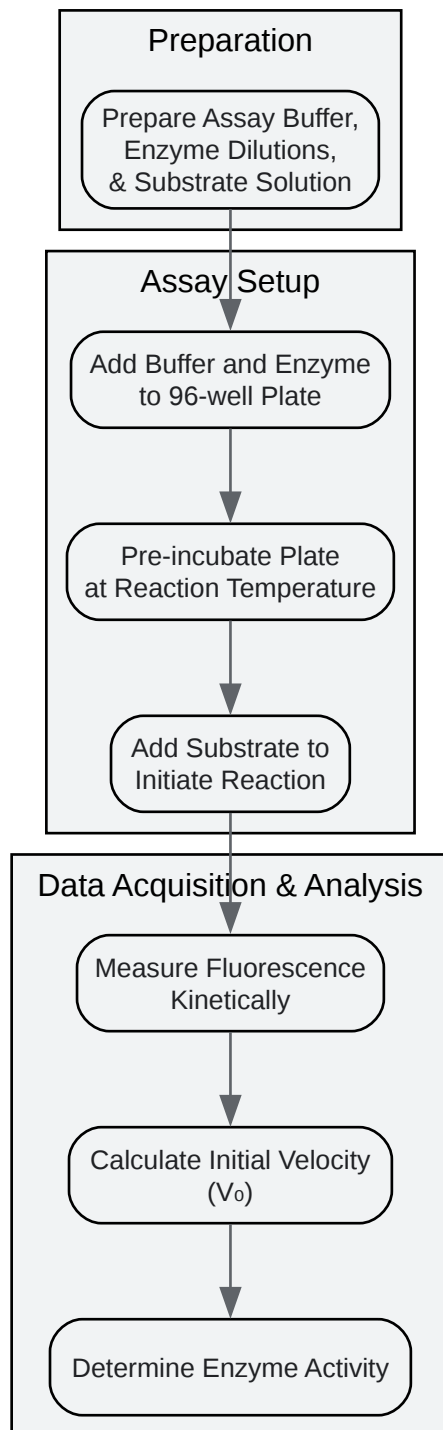 Preparation
Prepare Assay Buffer,
Enzyme Dilutions,
& Substrate Solution
Assay Setup
Add Buffer and Enzyme
to 96-well Plate
Pre-incubate Plate
at Reaction Temperature
Add Substrate to
Initiate Reaction
Data Acquisition & Analysis
Measure Fluorescence
Kinetically
Calculate Initial Velocity
(V₀)
Determine Enzyme Activity